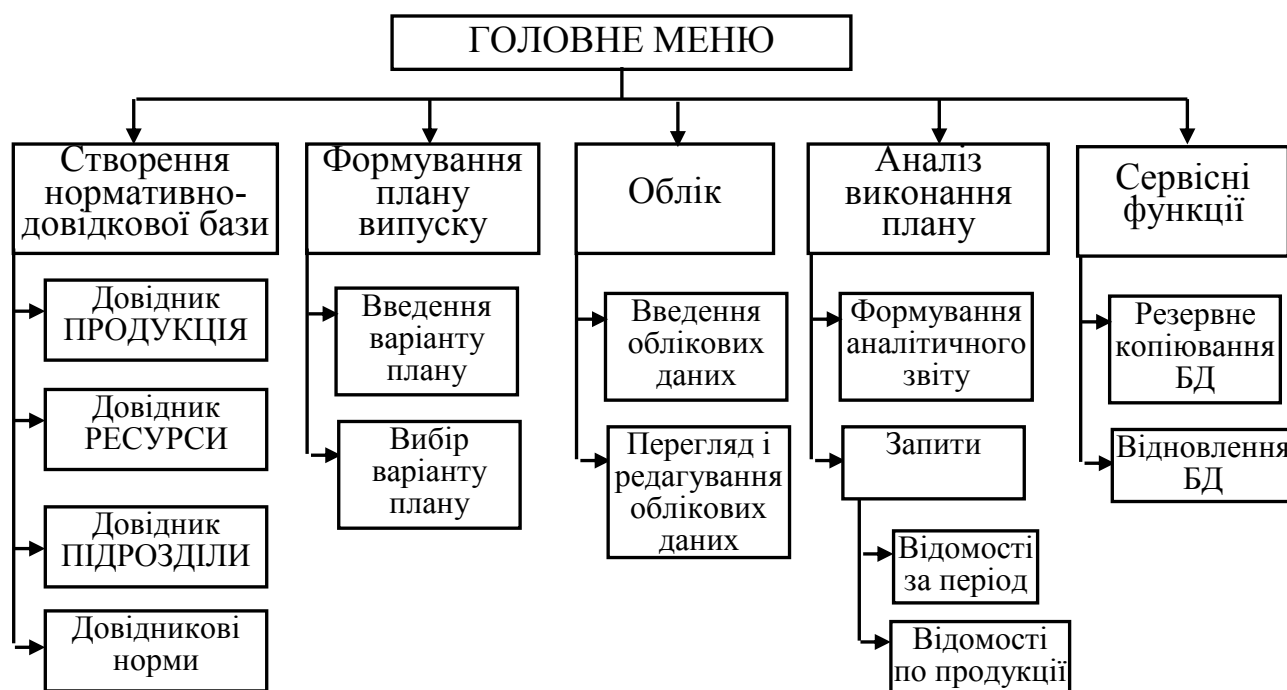 ГОЛОВНЕ МЕНЮ
Створення
нормативно-
довідкової бази
Довідник
ПРОДУКЦІЯ
Довідник
РЕСУРСИ
Довідник
ПІДРОЗДІЛИ
Довідникові
норми
Формування
плану
випуску
Введення
варіанту
плану
Вибір
варіанту
плану
Облік
Введення
облікових
даних
Перегляд і
редагування
облікових
даних
Аналіз
виконання
плану
Формування
аналітичного
звіту
Запити
Відомості
за період
Відомості
по продукції
Сервісні
функції
Резервне
копіювання
БД
Відновлення
БД